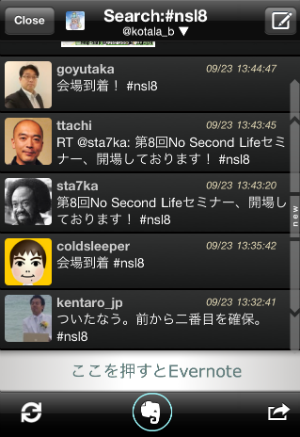 Close
Search:#nsl8
@kotala_b ▼
goyutaka
09/23 13:44:47
会場到着！ #nsl8
ttachi
09/23 13:43:45
RT @sta7ka: 第8回No Second Lifeセミ
ナー、開場しております！ #nsl8
sta7ka
09/23 13:43:20
第8回No Second Lifeセミナー、開場し
ております！ #nsl8
new
coldsleeper
09/23 13:35:42
会場到着 #nsl8
kentaro_jp
09/23 13:32:41
ついたなう。前から二番目を確保。
#nsl8
ここを押すとEvernote